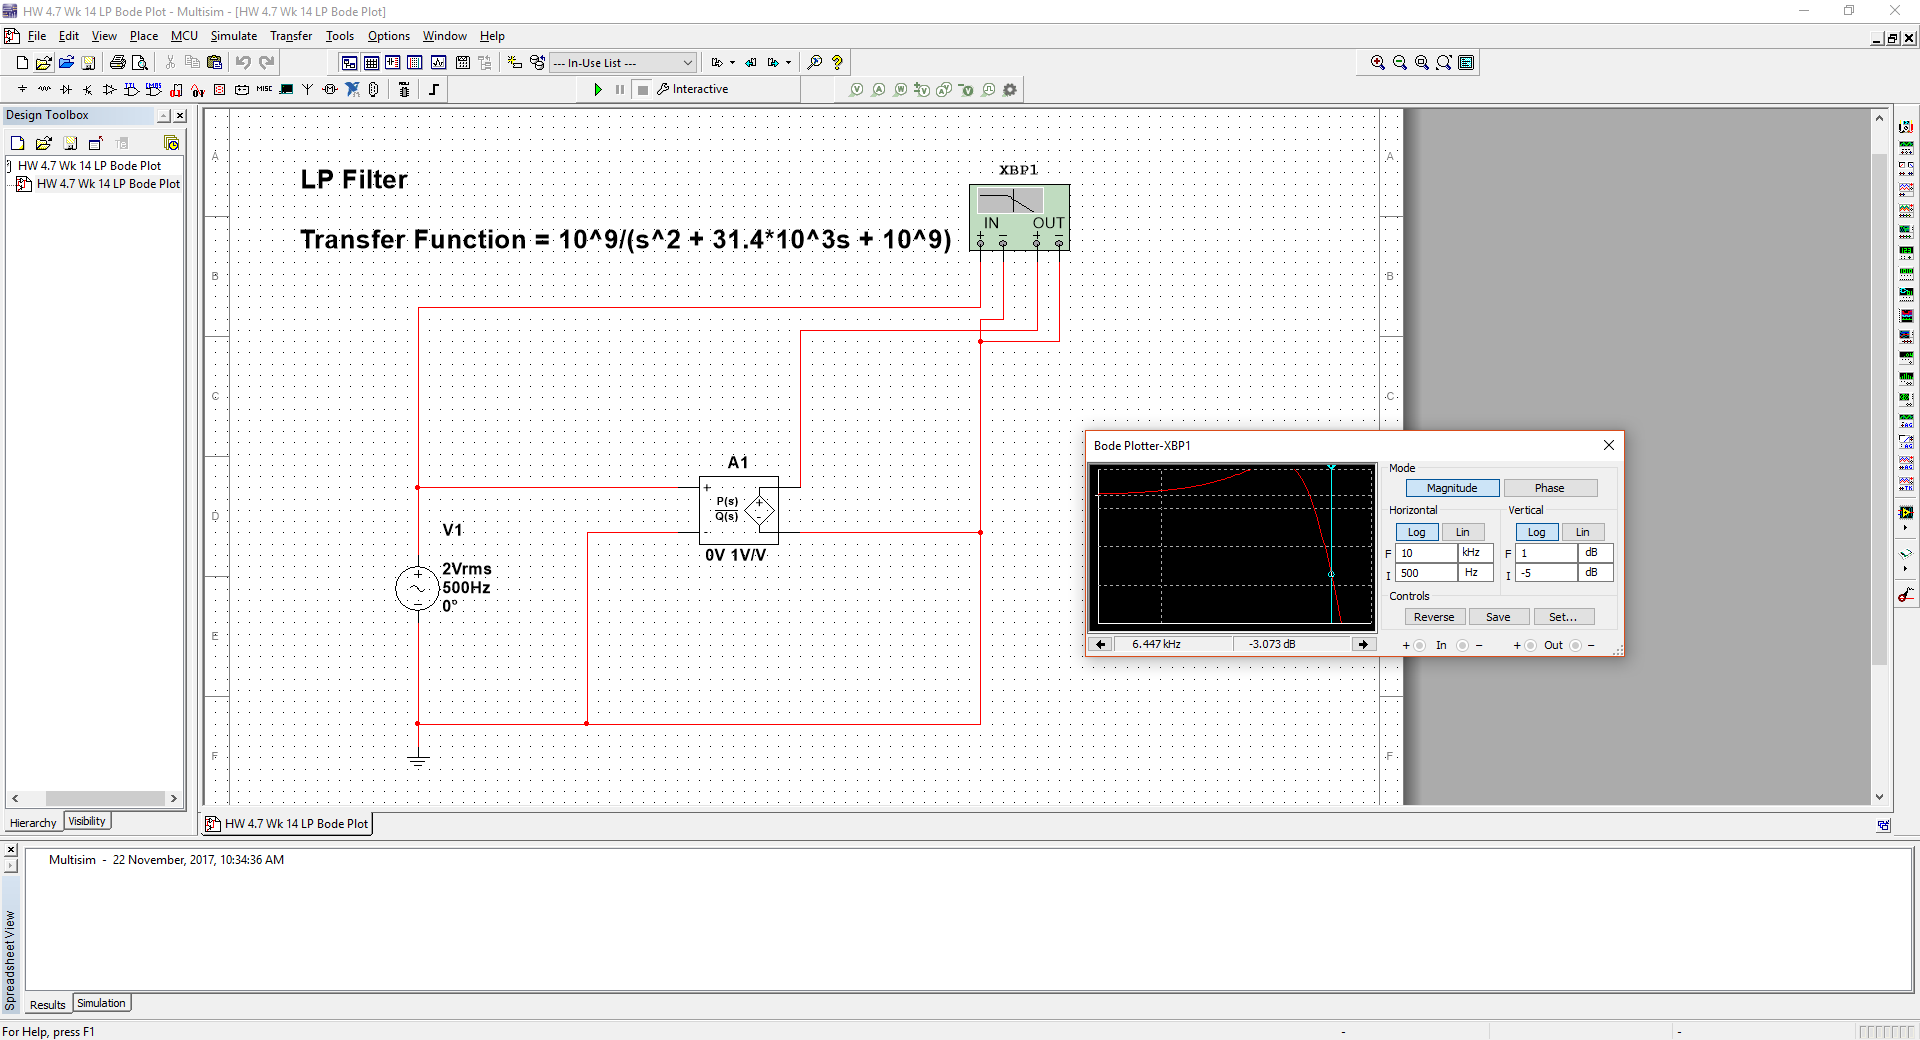 HW 4.7 Wk 14 LP Bode Plot - Multisim - [HW 4.7 Wk 14 LP Bode Plot]
File Edit View Place MCU Simulate Transfer Tools Options Window Help
--- In-Use List ---
Interactive
Design Toolbox
HW 4.7 Wk 14 LP Bode Plot
HW 4.7 Wk 14 LP Bode Plot
Hierarchy Visibility
A
B
C
D
E
F
LP Filter
Transfer Function = 10^9/(s^2 + 31.4*10^3s + 10^9)
XBP1
IN OUT
+ − + −
A1
+
P(s)
Q(s)
0V 1V/V
V1
2Vrms
500Hz
0°
A
B
C
F
Bode Plotter-XBP1
Mode
Magnitude Phase
Horizontal Vertical
Log Lin Log Lin
F 10 kHz F 1 dB
I 500 Hz I -5 dB
Controls
Reverse Save Set...
6.447 kHz -3.073 dB
+ In − + Out −
HW 4.7 Wk 14 LP Bode Plot
Multisim - 22 November, 2017, 10:34:36 AM
Spreadsheet View
Results Simulation
For Help, press F1
- -